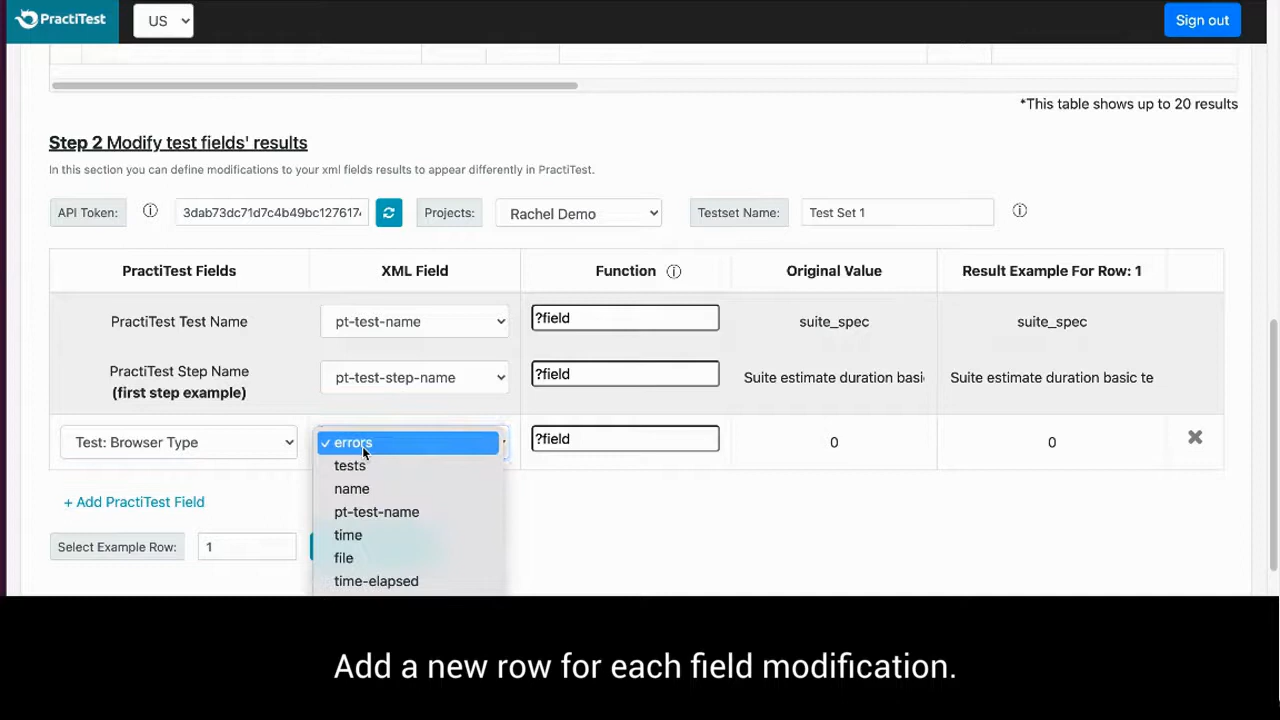 PractiTest
US
Sign out
*This table shows up to 20 results
Step 2 Modify test fields' results
In this section you can define modifications to your xml fields results to appear differently in PractiTest.
API Token:
3dab73dc71d7c4b49bc127617
Projects:
Rachel Demo
Testset Name:
Test Set 1
PractiTest Fields
XML Field
Function
Original Value
Result Example For Row: 1
PractiTest Test Name
pt-test-name
?field
suite_spec
suite_spec
PractiTest Step Name
(first step example)
pt-test-step-name
?field
Suite estimate duration basi
Suite estimate duration basic te
Test: Browser Type
✓ errors
?field
0
0
tests
name
pt-test-name
time
file
time-elapsed
+ Add PractiTest Field
Select Example Row:
1
Add a new row for each field modification.